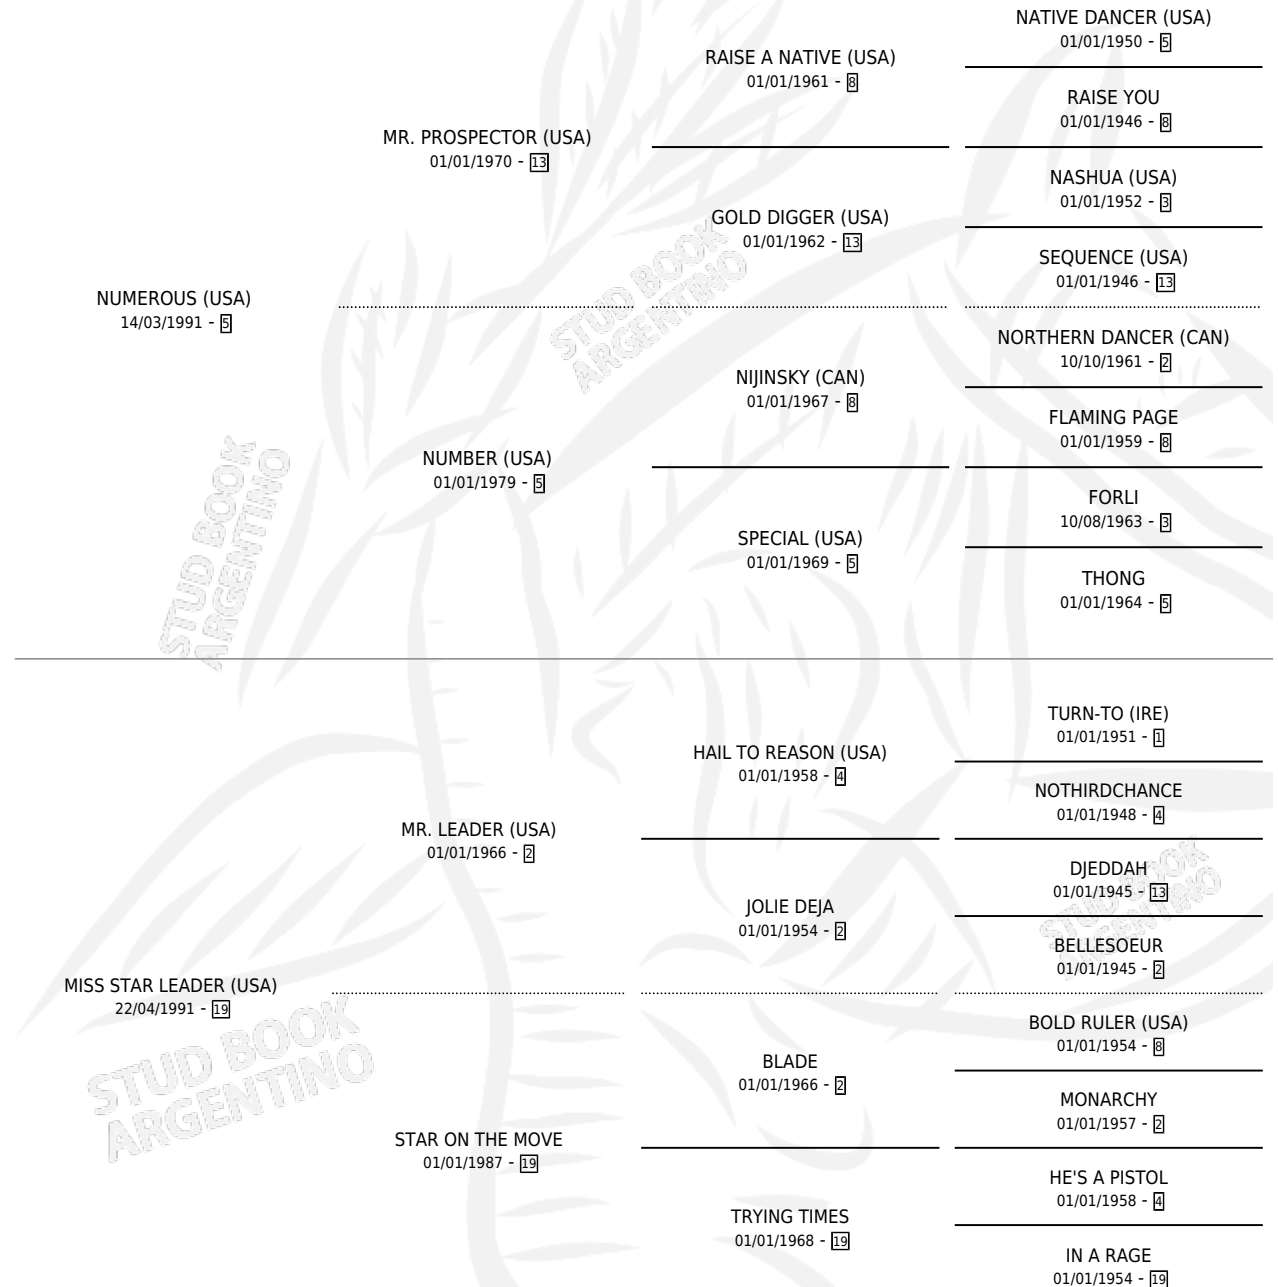 NATIVE DANCER (USA)
01/01/1950 - 5
RAISE A NATIVE (USA)
01/01/1961 - 8
RAISE YOU
01/01/1946 - 8
MR. PROSPECTOR (USA)
01/01/1970 - 13
NASHUA (USA)
01/01/1952 - 3
GOLD DIGGER (USA)
01/01/1962 - 13
SEQUENCE (USA)
01/01/1946 - 13
NUMEROUS (USA)
14/03/1991 - 5
NORTHERN DANCER (CAN)
10/10/1961 - 2
NIJINSKY (CAN)
01/01/1967 - 8
FLAMING PAGE
01/01/1959 - 8
NUMBER (USA)
01/01/1979 - 5
FORLI
10/08/1963 - 3
SPECIAL (USA)
01/01/1969 - 5
THONG
01/01/1964 - 5
STUD BOOK
ARGENTINO
STUD BOOK
ARGENTINO
TURN-TO (IRE)
01/01/1951 - 1
HAIL TO REASON (USA)
01/01/1958 - 4
NOTHIRDCHANCE
01/01/1948 - 4
MR. LEADER (USA)
01/01/1966 - 2
DJEDDAH
01/01/1945 - 13
JOLIE DEJA
01/01/1954 - 2
BELLESOEUR
01/01/1945 - 2
MISS STAR LEADER (USA)
22/04/1991 - 19
BOLD RULER (USA)
01/01/1954 - 8
BLADE
01/01/1966 - 2
MONARCHY
01/01/1957 - 2
STAR ON THE MOVE
01/01/1987 - 19
HE'S A PISTOL
01/01/1958 - 4
TRYING TIMES
01/01/1968 - 19
IN A RAGE
01/01/1954 - 19
STUD BOOK
ARGENTINO
STUD BOOK
ARGENTINO